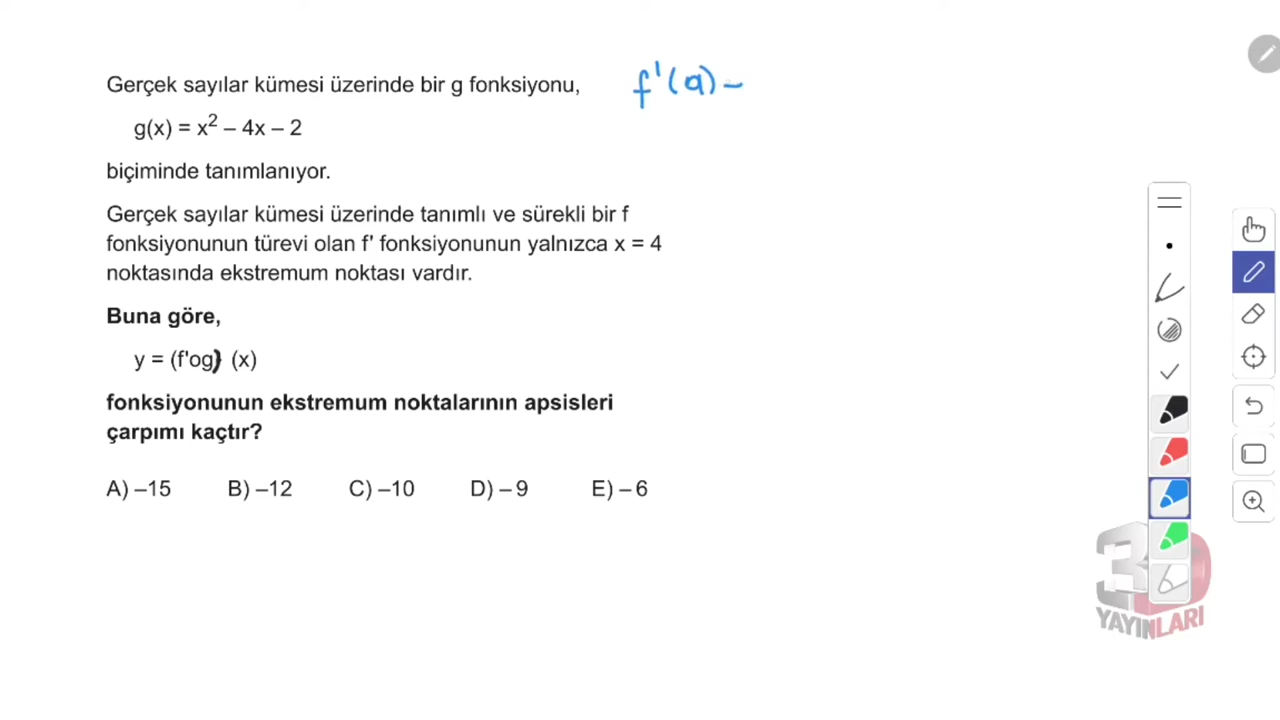 Gerçek sayılar kümesi üzerinde bir g fonksiyonu,
f'(a) –
g(x) = x² – 4x – 2
biçiminde tanımlanıyor.
Gerçek sayılar kümesi üzerinde tanımlı ve sürekli bir f
fonksiyonunun türevi olan f' fonksiyonunun yalnızca x = 4
noktasında ekstremum noktası vardır.
Buna göre,
y = (f'og) (x)
fonksiyonunun ekstremum noktalarının apsisleri
çarpımı kaçtır?
A) –15 B) –12 C) –10 D) – 9 E) – 6
3D
YAYINLARI